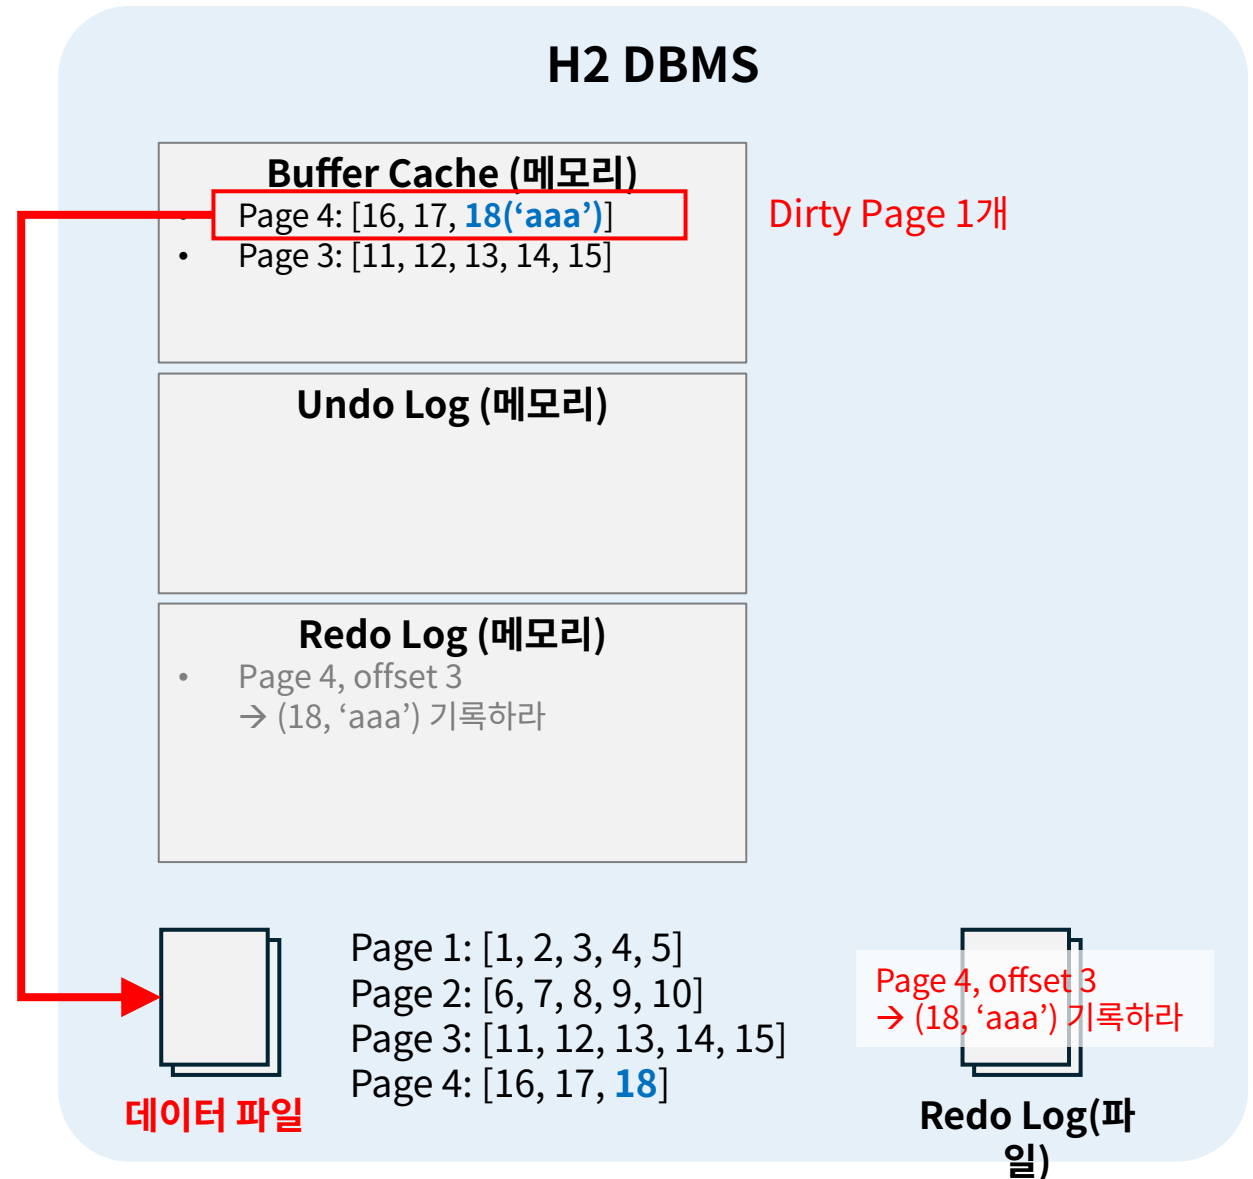 H2 DBMS
Buffer Cache (메모리)
• Page 4: [16, 17, 18(‘aaa’)]
Dirty Page 1개
• Page 3: [11, 12, 13, 14, 15]
Undo Log (메모리)
Redo Log (메모리)
• Page 4, offset 3
→ (18, ‘aaa’) 기록하라
Page 1: [1, 2, 3, 4, 5]
Page 2: [6, 7, 8, 9, 10]
Page 3: [11, 12, 13, 14, 15]
Page 4: [16, 17, 18]
데이터 파일
Page 4, offset 3
→ (18, ‘aaa’) 기록하라
Redo Log(파
일)